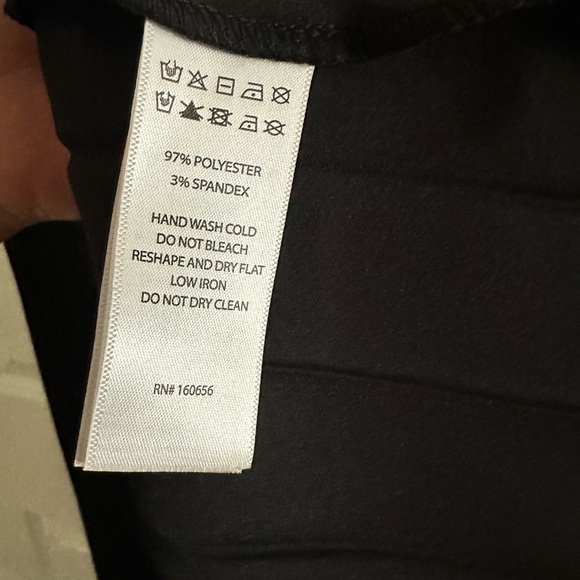 97% POLYESTER
3% SPANDEX
HAND WASH COLD
DO NOT BLEACH
RESHAPE AND DRY FLAT
LOW IRON
DO NOT DRY CLEAN
RN# 160656